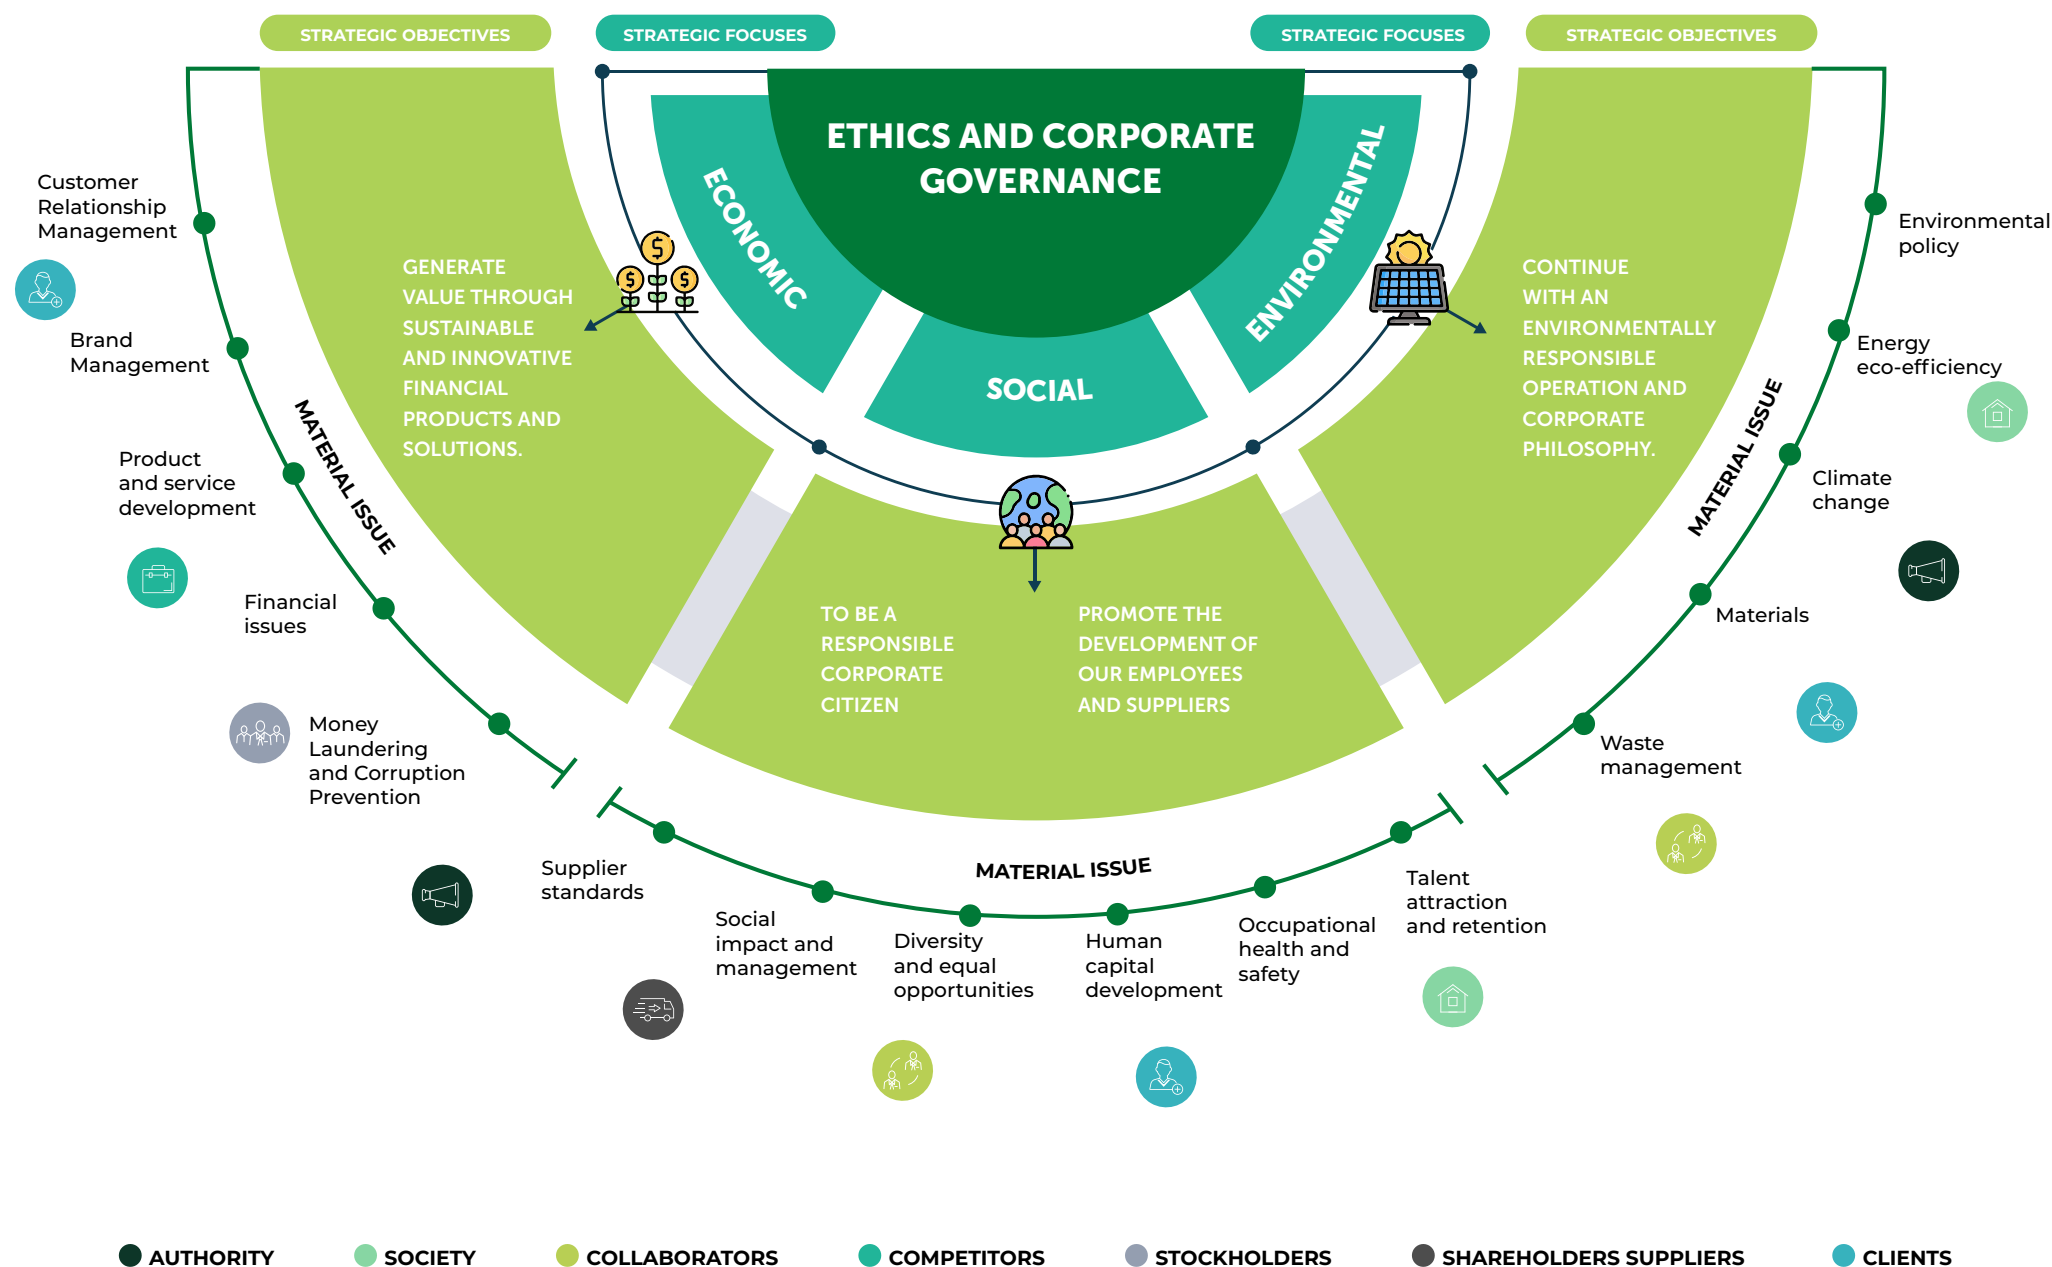 STRATEGIC OBJECTIVES
STRATEGIC FOCUSES
STRATEGIC FOCUSES
STRATEGIC OBJECTIVES
ETHICS AND CORPORATE
GOVERNANCE
ECONOMIC
SOCIAL
ENVIRONMENTAL
GENERATE
VALUE THROUGH
SUSTAINABLE
AND INNOVATIVE
FINANCIAL
PRODUCTS AND
SOLUTIONS.
TO BE A
RESPONSIBLE
CORPORATE
CITIZEN
PROMOTE THE
DEVELOPMENT OF
OUR EMPLOYEES
AND SUPPLIERS
CONTINUE
WITH AN
ENVIRONMENTALLY
RESPONSIBLE
OPERATION AND
CORPORATE
PHILOSOPHY.
MATERIAL ISSUE
Customer
Relationship
Management
Brand
Management
Product
and service
development
Financial
issues
Money
Laundering
and Corruption
Prevention
MATERIAL ISSUE
Supplier
standards
Social
impact and
management
Diversity
and equal
opportunities
Human
capital
development
Occupational
health and
safety
Talent
attraction
and retention
MATERIAL ISSUE
Environmental
policy
Energy
eco-efficiency
Climate
change
Materials
Waste
management
AUTHORITY
SOCIETY
COLLABORATORS
COMPETITORS
STOCKHOLDERS
SHAREHOLDERS SUPPLIERS
CLIENTS